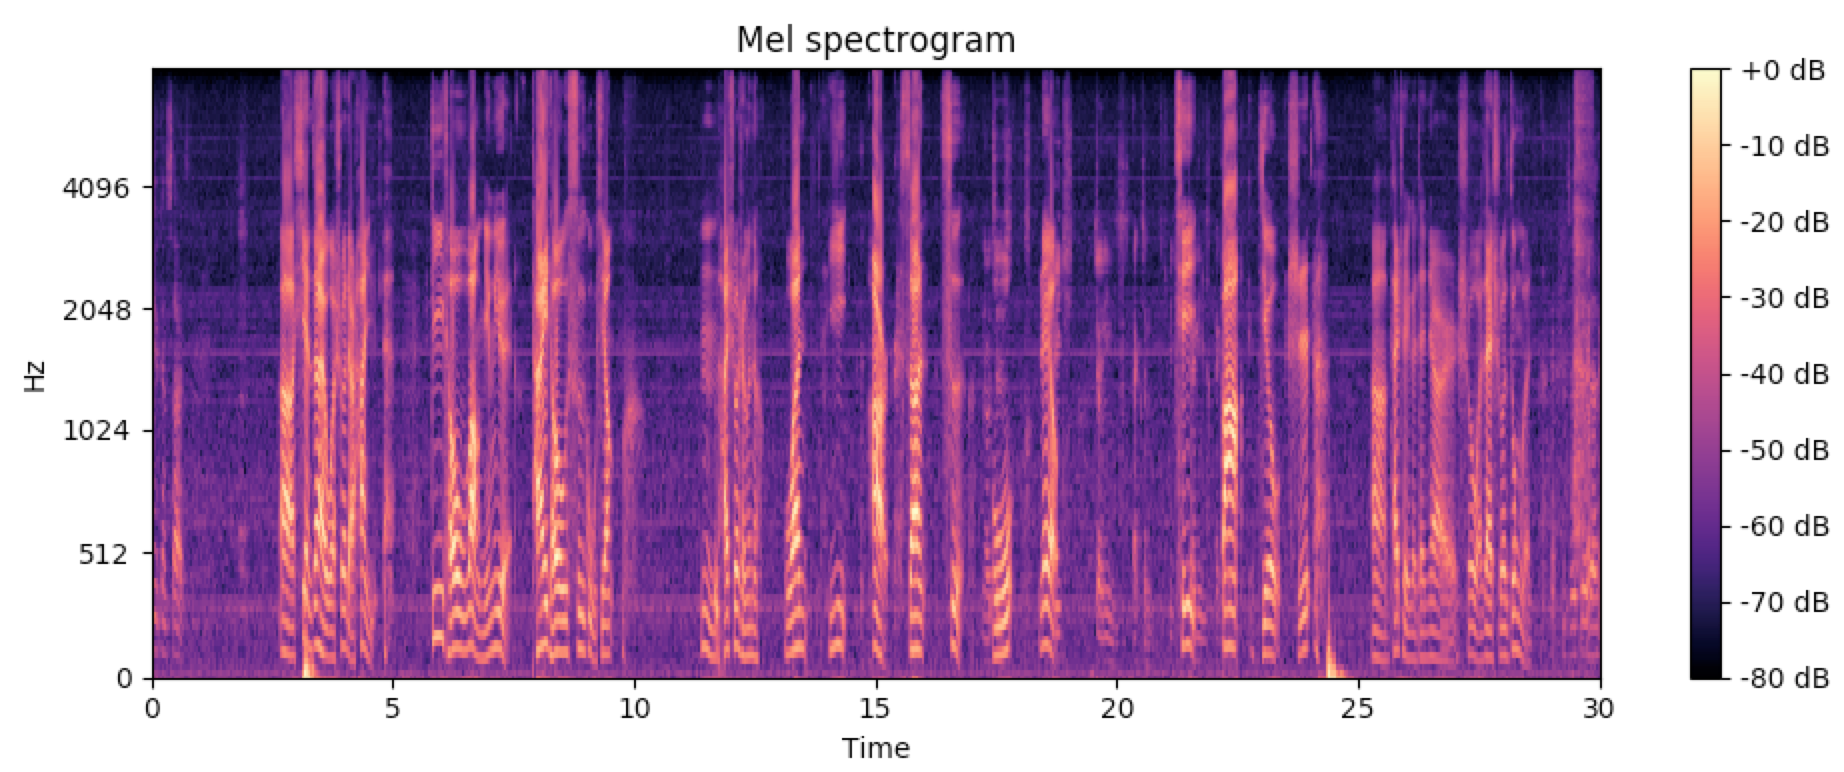 Mel spectrogram
Hz
4096
2048
1024
512
0
0 5 10 15 20 25 30
Time
+0 dB
-10 dB
-20 dB
-30 dB
-40 dB
-50 dB
-60 dB
-70 dB
-80 dB